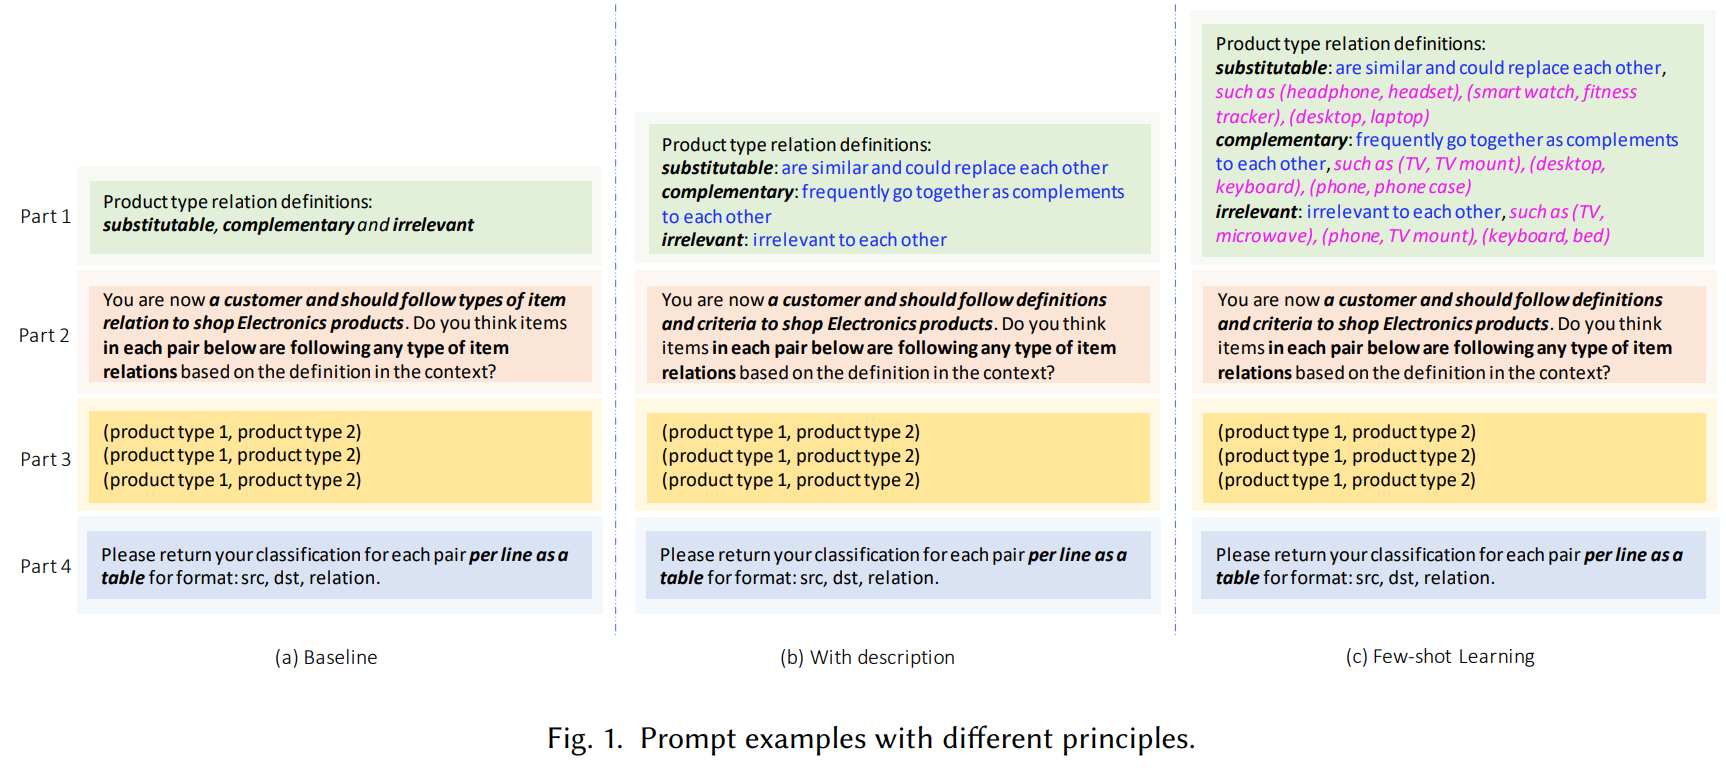 Part 1
Product type relation definitions:
substitutable, complementary and irrelevant
Part 2
You are now a customer and should follow types of item
relation to shop Electronics products. Do you think items
in each pair below are following any type of item
relations based on the definition in the context?
Part 3
(product type 1, product type 2)
(product type 1, product type 2)
(product type 1, product type 2)
Part 4
Please return your classification for each pair per line as a
table for format: src, dst, relation.
(a) Baseline
Product type relation definitions:
substitutable: are similar and could replace each other
complementary: frequently go together as complements
to each other
irrelevant: irrelevant to each other
You are now a customer and should follow definitions
and criteria to shop Electronics products. Do you think
items in each pair below are following any type of item
relations based on the definition in the context?
(product type 1, product type 2)
(product type 1, product type 2)
(product type 1, product type 2)
Please return your classification for each pair per line as a
table for format: src, dst, relation.
(b) With description
Product type relation definitions:
substitutable: are similar and could replace each other,
such as (headphone, headset), (smart watch, fitness
tracker), (desktop, laptop)
complementary: frequently go together as complements
to each other, such as (TV, TV mount), (desktop,
keyboard), (phone, phone case)
irrelevant: irrelevant to each other, such as (TV,
microwave), (phone, TV mount), (keyboard, bed)
You are now a customer and should follow definitions
and criteria to shop Electronics products. Do you think
items in each pair below are following any type of item
relations based on the definition in the context?
(product type 1, product type 2)
(product type 1, product type 2)
(product type 1, product type 2)
Please return your classification for each pair per line as a
table for format: src, dst, relation.
(c) Few-shot Learning
Fig. 1. Prompt examples with different principles.